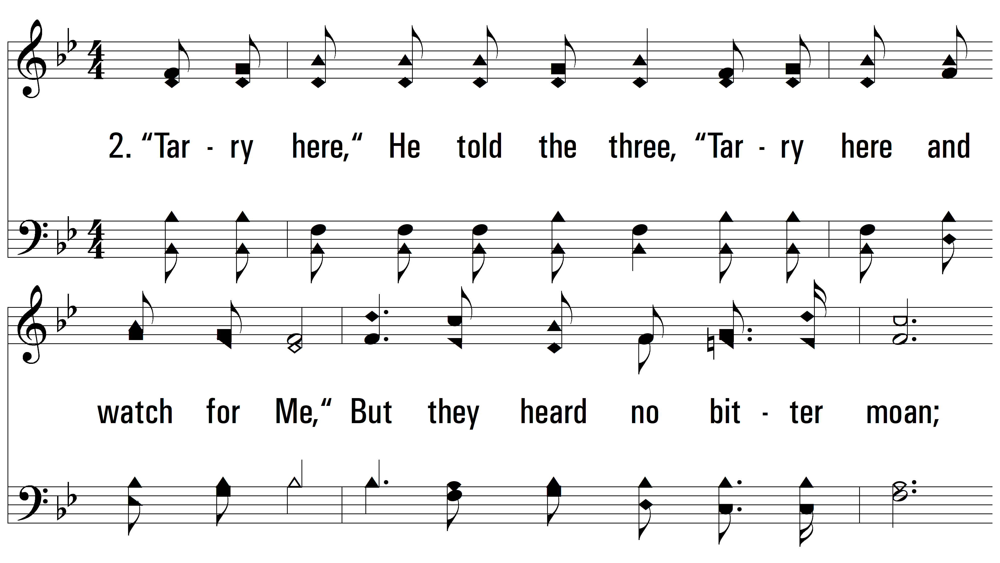 2. “Tar - ry here,“ He told the three, “Tar - ry here and
watch for Me,“ But they heard no bit - ter moan;